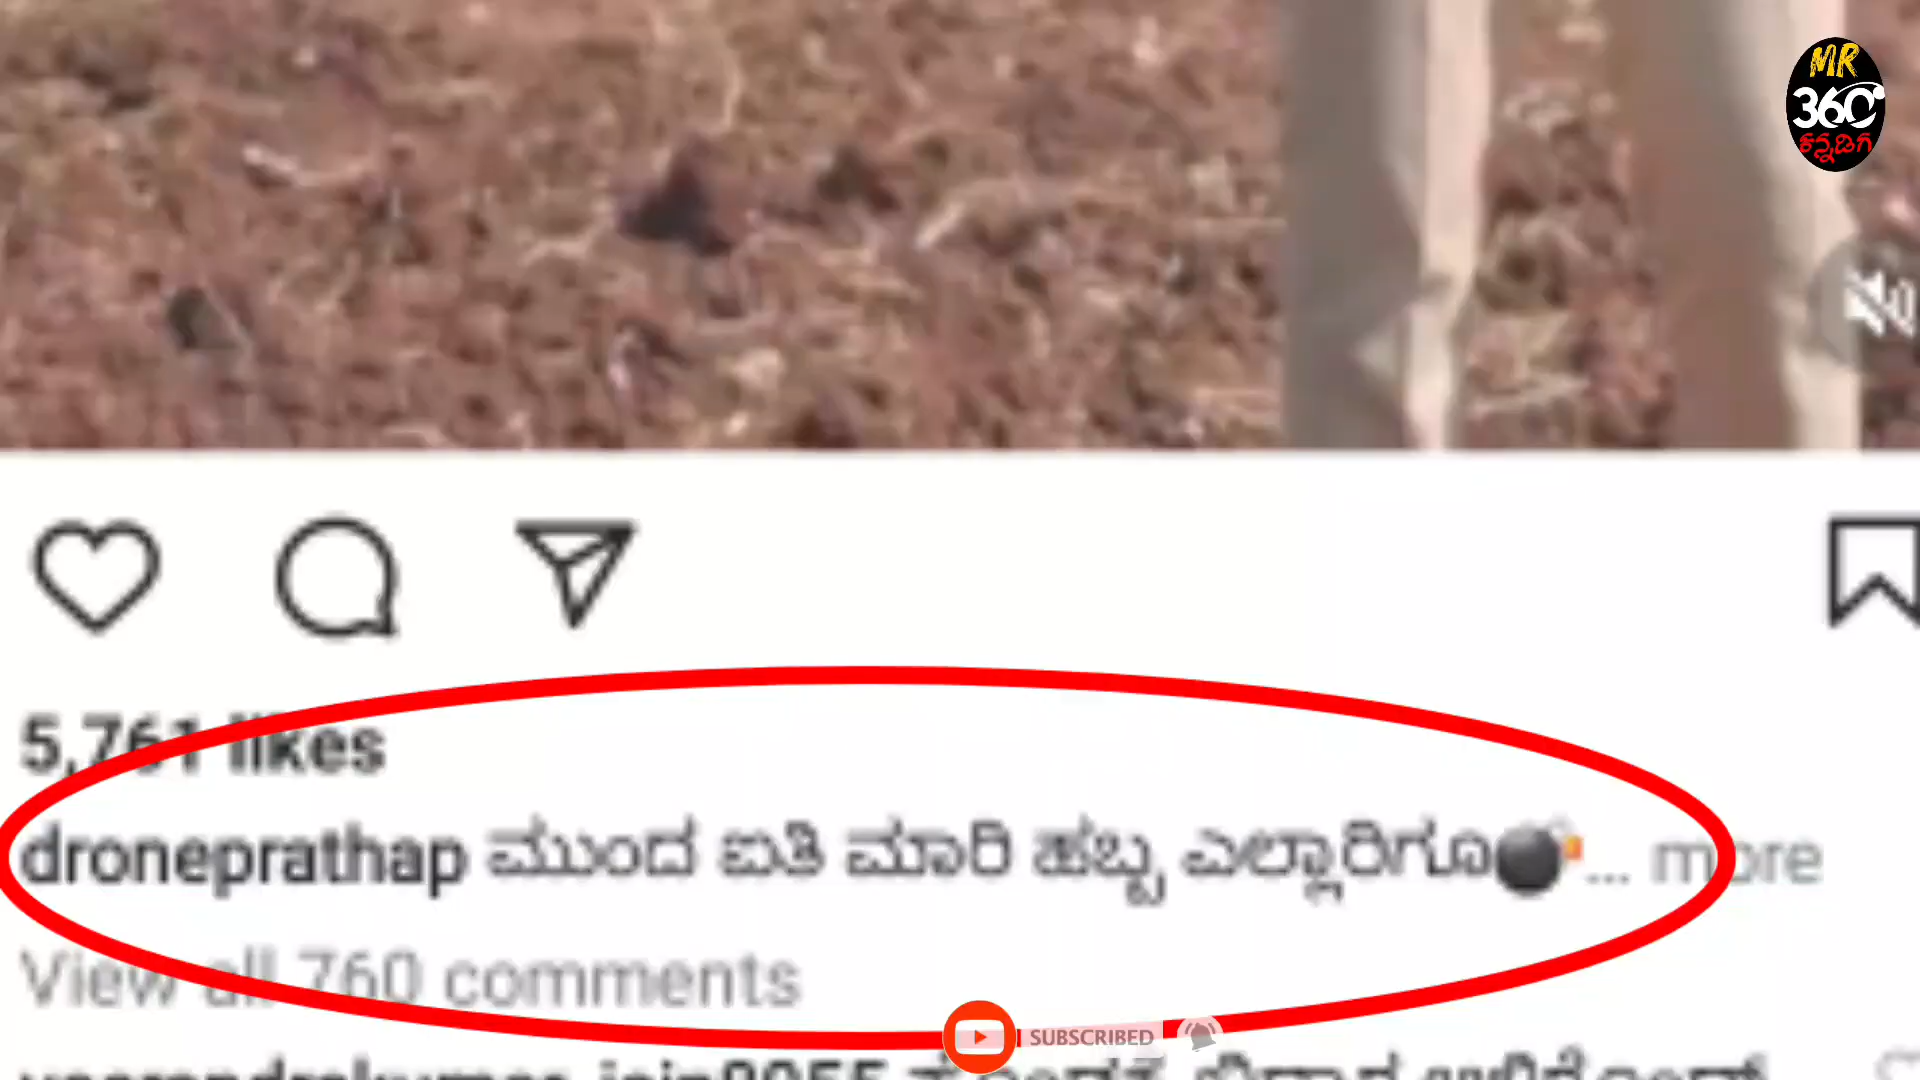 MR
360°
ಕನ್ನಡಿಗ
5,761 likes
droneprathap ಮುಂದ ಐತಿ ಮಾರಿ ಹಬ್ಬ ಎಲ್ಲಾರಿಗೂ💣... more
View all 760 comments
SUBSCRIBED